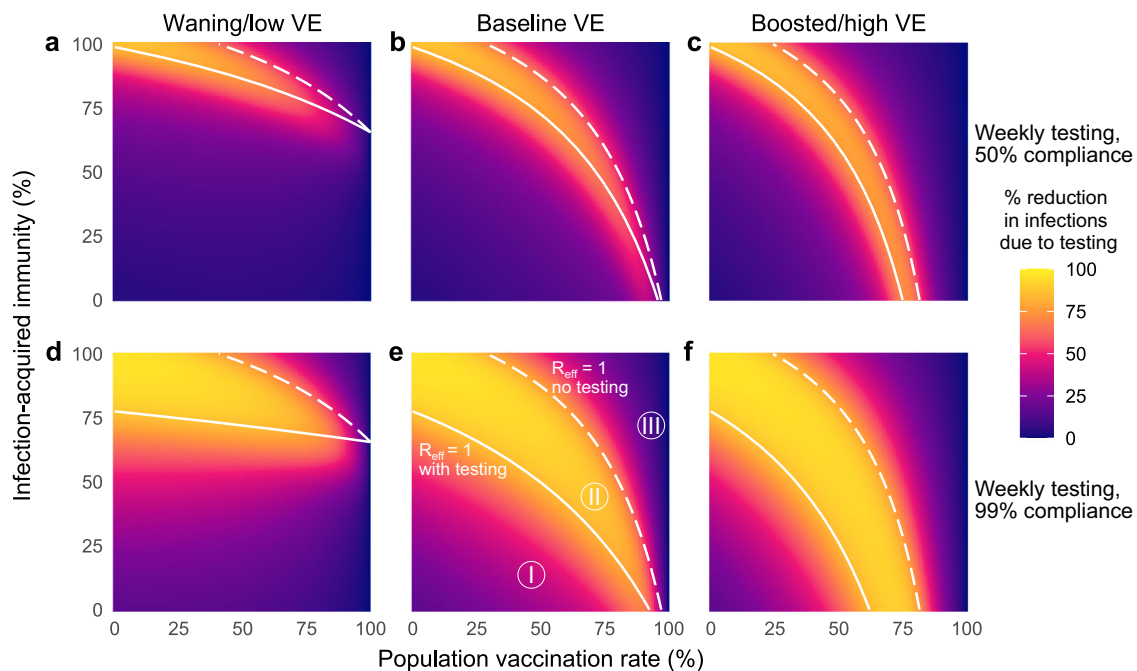 Waning/low VE
Baseline VE
Boosted/high VE
a
b
c
100
75
50
25
0
Weekly testing,
50% compliance
% reduction
in infections
due to testing
100
75
50
25
0
Infection-acquired immunity (%)
d
e
f
100
75
50
25
0
R_eff = 1
no testing
III
R_eff = 1
with testing
II
I
Weekly testing,
99% compliance
0 25 50 75 100
0 25 50 75 100
0 25 50 75 100
Population vaccination rate (%)